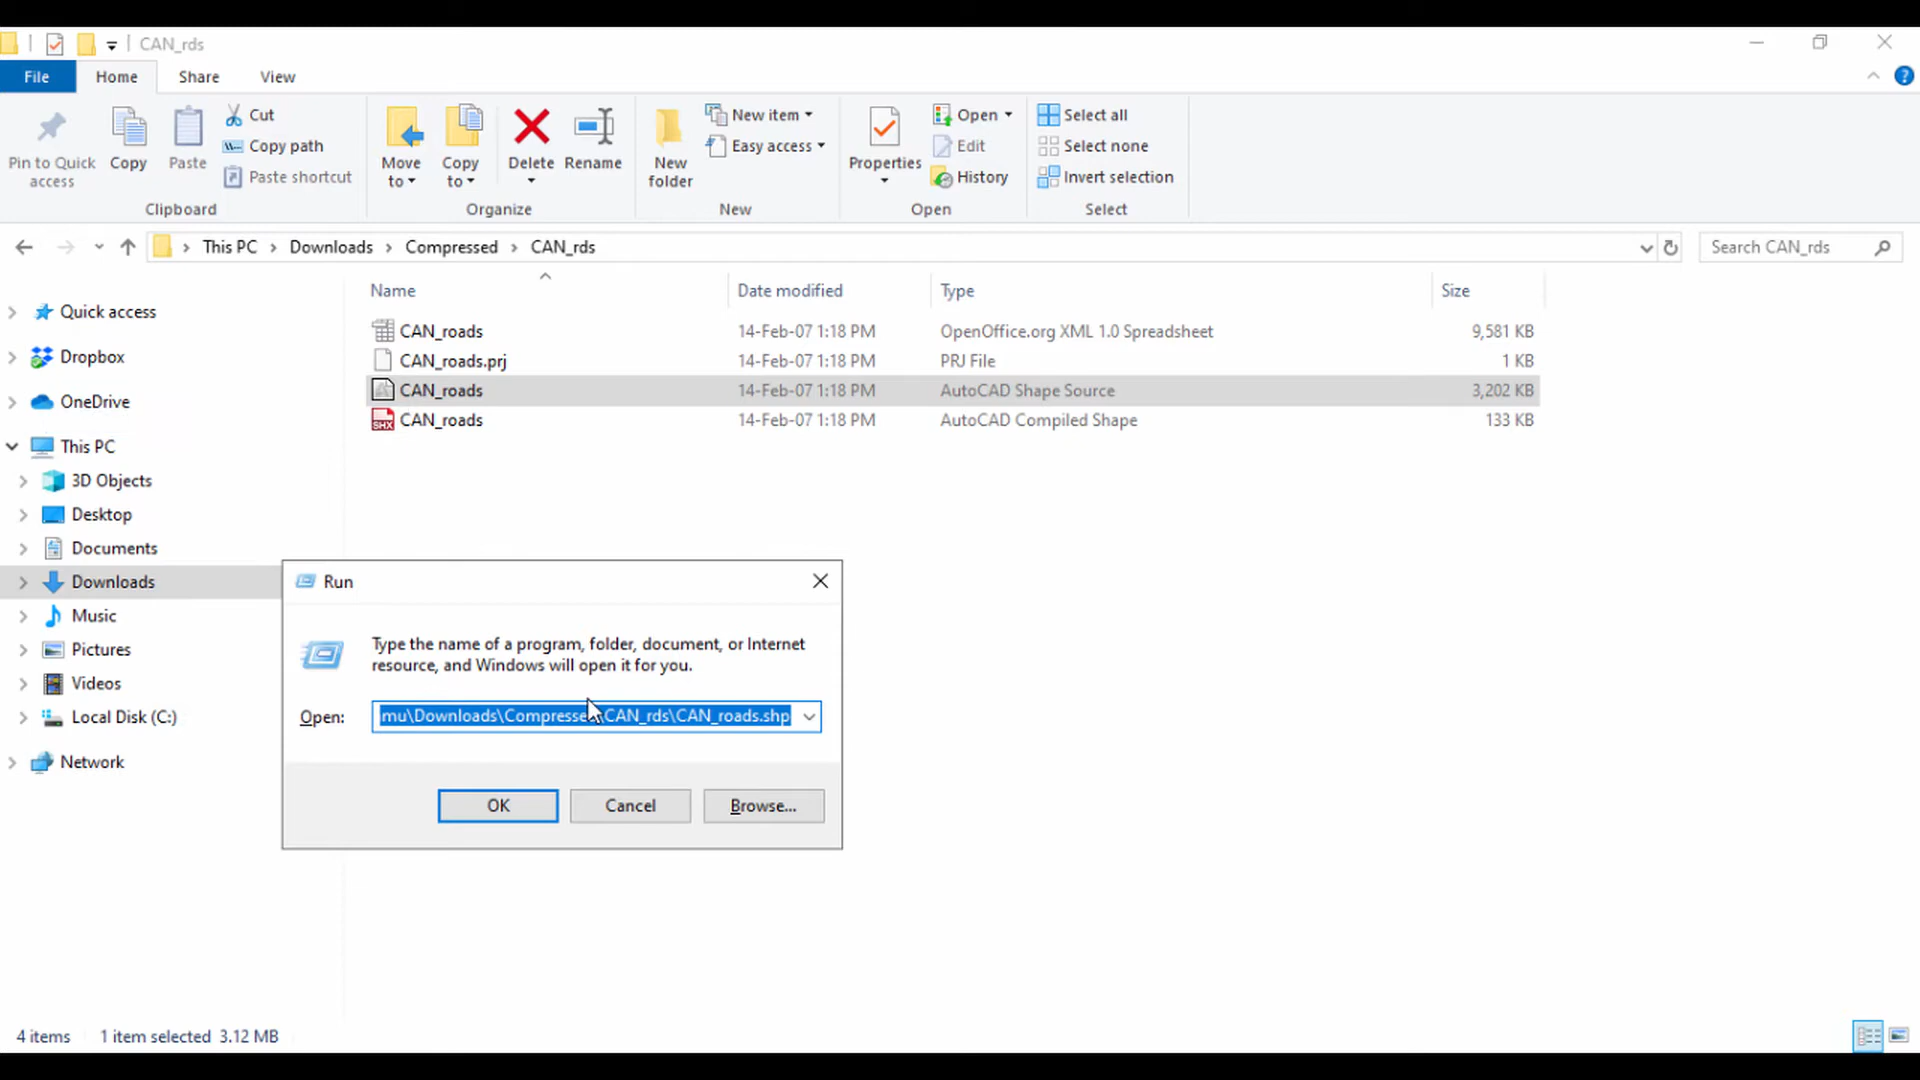 CAN_rds
File Home Share View
Pin to Quick access
Copy
Paste
Cut
Copy path
Paste shortcut
Clipboard
Move to
Copy to
Delete
Rename
Organize
New folder
New item
Easy access
New
Properties
Open
Edit
History
Open
Select all
Select none
Invert selection
Select
This PC > Downloads > Compressed > CAN_rds
Search CAN_rds
Name Date modified Type Size
CAN_roads 14-Feb-07 1:18 PM OpenOffice.org XML 1.0 Spreadsheet 9,581 KB
CAN_roads.prj 14-Feb-07 1:18 PM PRJ File 1 KB
CAN_roads 14-Feb-07 1:18 PM AutoCAD Shape Source 3,202 KB
SHX CAN_roads 14-Feb-07 1:18 PM AutoCAD Compiled Shape 133 KB
Quick access
Dropbox
OneDrive
This PC
3D Objects
Desktop
Documents
Downloads
Music
Pictures
Videos
Local Disk (C:)
Network
Run
Type the name of a program, folder, document, or Internet
resource, and Windows will open it for you.
Open: mu\Downloads\Compressed\CAN_rds\CAN_roads.shp
OK Cancel Browse...
4 items 1 item selected 3.12 MB